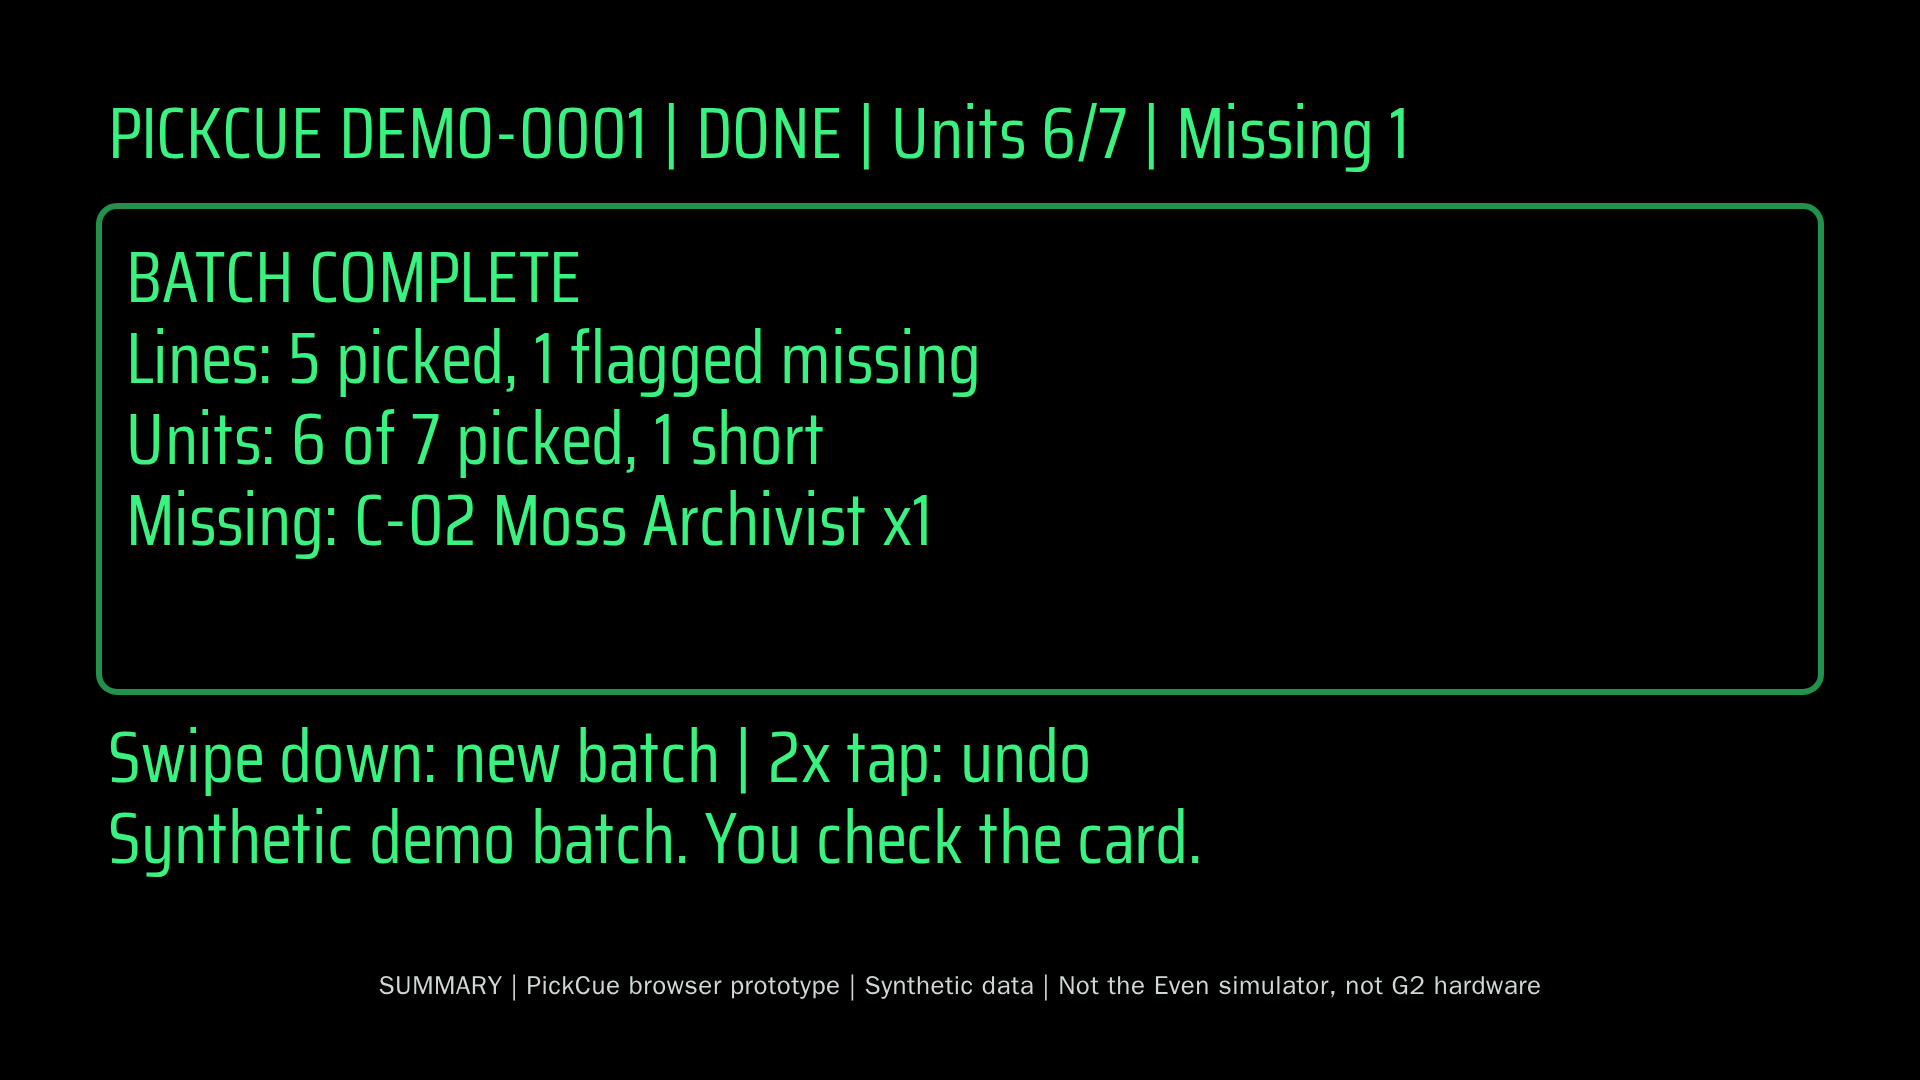 PICKCUE DEMO-0001 | DONE | Units 6/7 | Missing 1
BATCH COMPLETE
Lines: 5 picked, 1 flagged missing
Units: 6 of 7 picked, 1 short
Missing: C-02 Moss Archivist x1
Swipe down: new batch | 2x tap: undo
Synthetic demo batch. You check the card.
SUMMARY | PickCue browser prototype | Synthetic data | Not the Even simulator, not G2 hardware